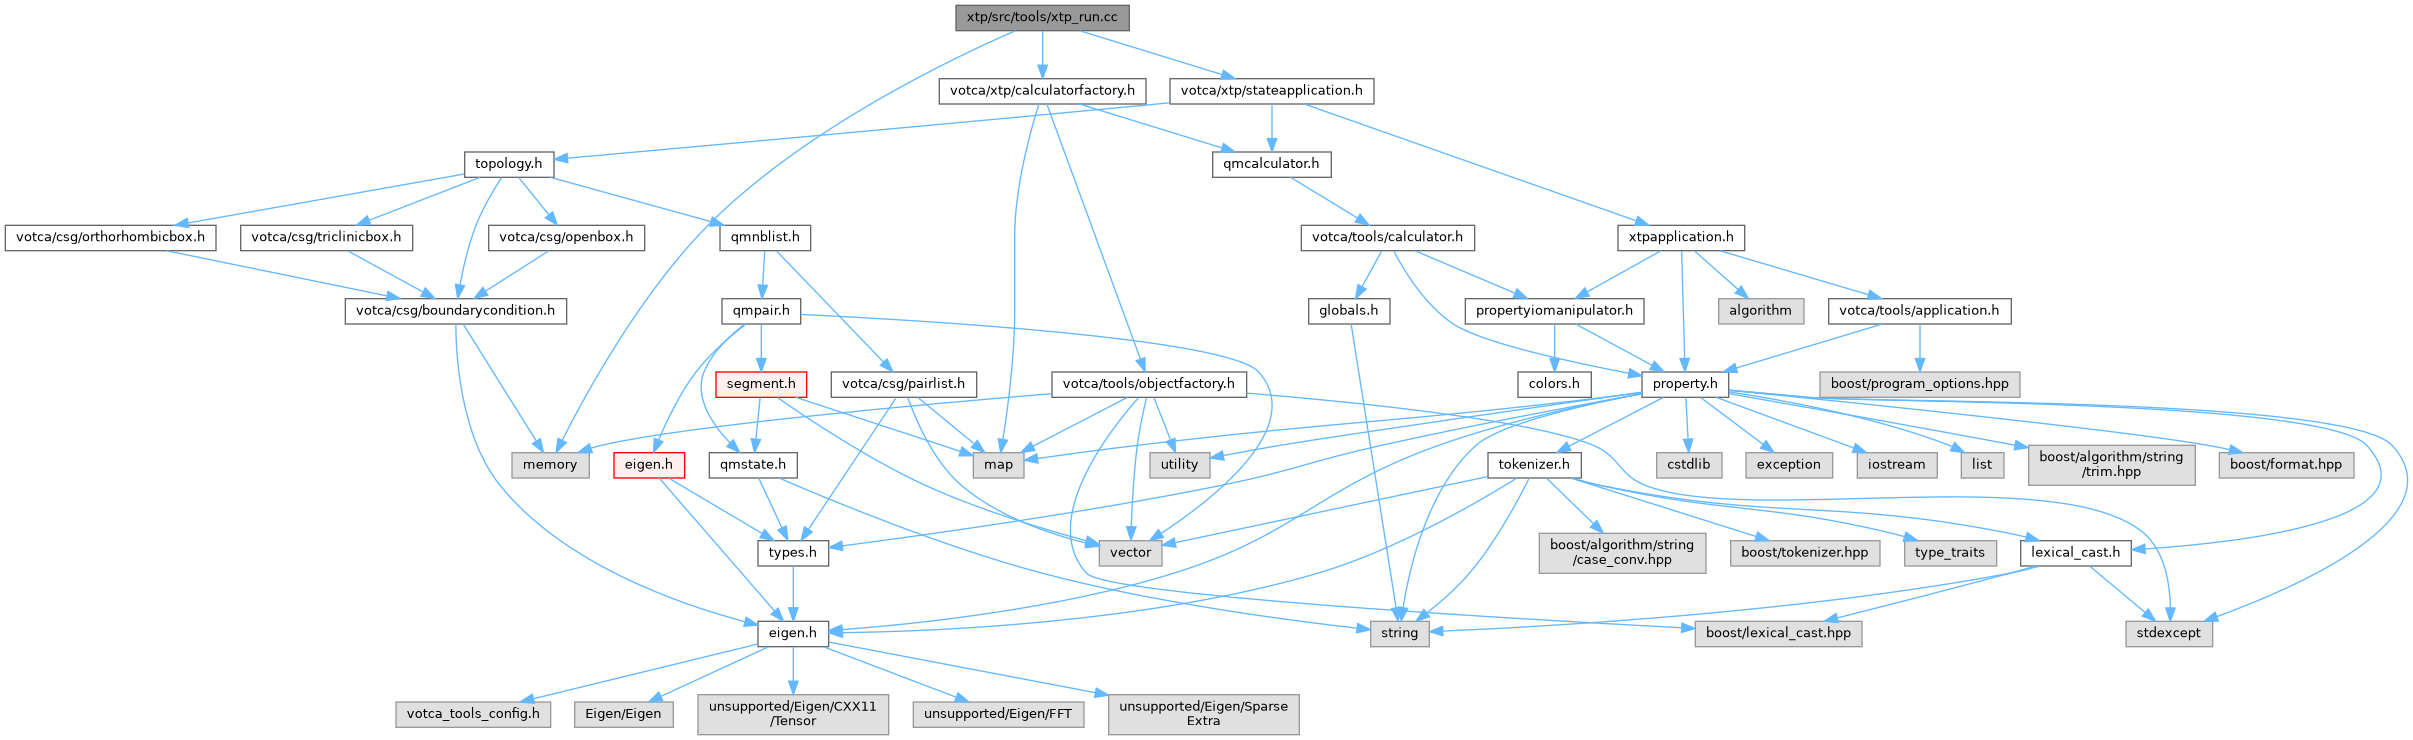 xtp/src/tools/xtp_run.cc
votca/xtp/calculatorfactory.h
votca/xtp/stateapplication.h
topology.h
qmcalculator.h
votca/csg/orthorhombicbox.h
votca/csg/triclinicbox.h
votca/csg/openbox.h
qmnblist.h
votca/tools/calculator.h
xtpapplication.h
votca/csg/boundarycondition.h
qmpair.h
globals.h
propertyiomanipulator.h
algorithm
votca/tools/application.h
segment.h
votca/csg/pairlist.h
votca/tools/objectfactory.h
colors.h
property.h
boost/program_options.hpp
memory
eigen.h
qmstate.h
map
utility
tokenizer.h
cstdlib
exception
iostream
list
boost/algorithm/string
/trim.hpp
boost/format.hpp
types.h
vector
boost/algorithm/string
/case_conv.hpp
boost/tokenizer.hpp
type_traits
lexical_cast.h
eigen.h
string
boost/lexical_cast.hpp
stdexcept
votca_tools_config.h
Eigen/Eigen
unsupported/Eigen/CXX11
/Tensor
unsupported/Eigen/FFT
unsupported/Eigen/Sparse
Extra